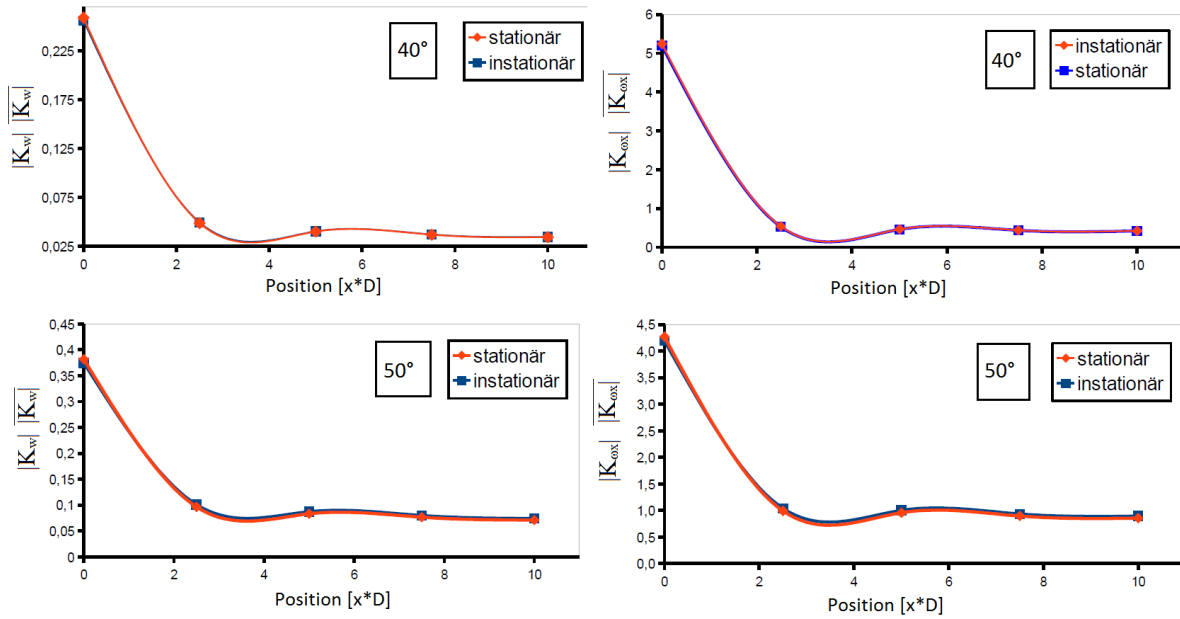 40°
stationär
instationär
|K_w| |K̅_w̅|
0,225
0,175
0,125
0,075
0,025
0 2 4 6 8 10
Position [x*D]
40°
instationär
stationär
|K_ωx| |K̅_ω̅x̅|
6
5
4
3
2
1
0
0 2 4 6 8 10
Position [x*D]
50°
stationär
instationär
|K_w| |K̅_w̅|
0,45
0,4
0,35
0,3
0,25
0,2
0,15
0,1
0,05
0
0 2 4 6 8 10
Position [x*D]
50°
stationär
instationär
|K_ωx| |K̅_ω̅x̅|
4,5
4,0
3,5
3,0
2,5
2,0
1,5
1,0
0,5
0,0
0 2 4 6 8 10
Position [x*D]